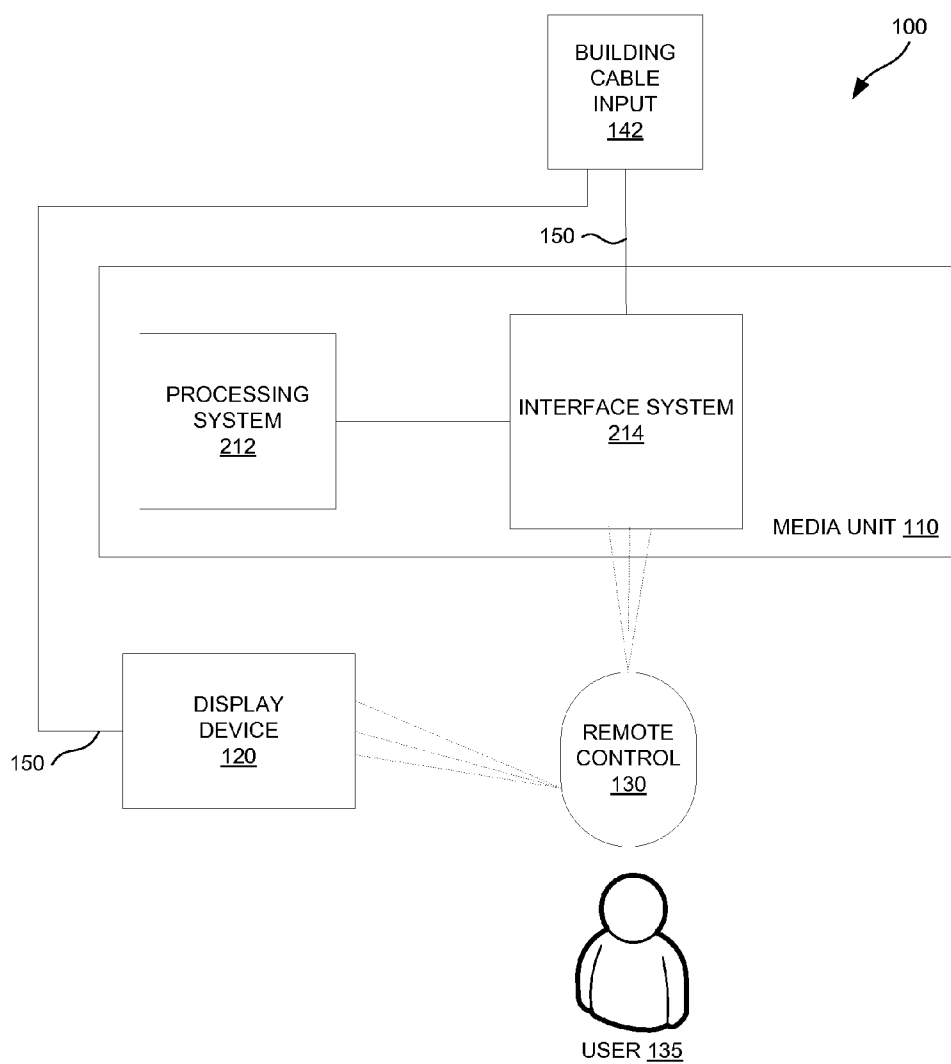 100
BUILDING
CABLE
INPUT
142
150
PROCESSING
SYSTEM
212
INTERFACE SYSTEM
214
MEDIA UNIT 110
DISPLAY
DEVICE
120
150
REMOTE
CONTROL
130
USER 135